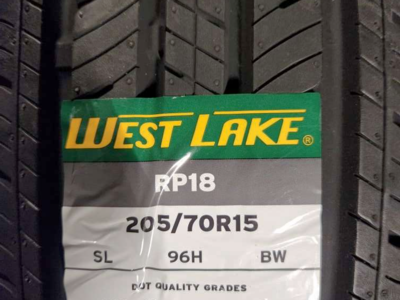 WEST LAKE®
RP18
205/70R15
SL 96H BW
DOT QUALITY GRADES